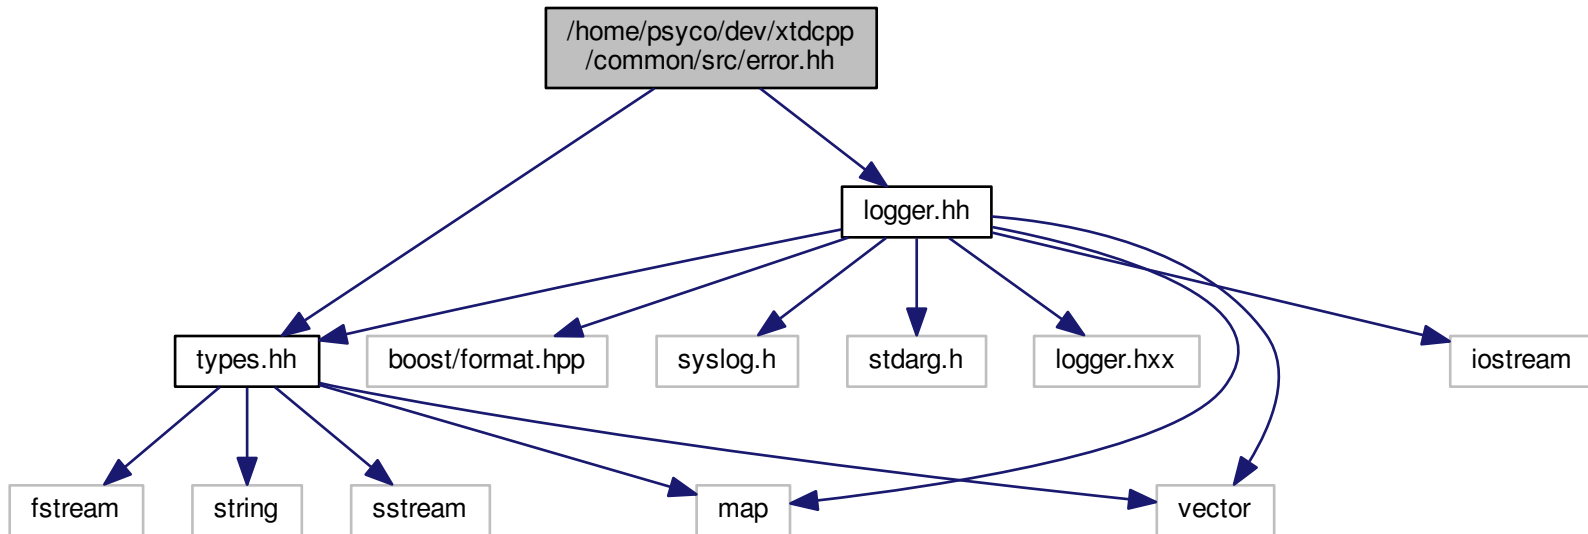 /home/psyco/dev/xtdcpp
/common/src/error.hh
logger.hh
types.hh
boost/format.hpp
syslog.h
stdarg.h
logger.hxx
iostream
fstream
string
sstream
map
vector